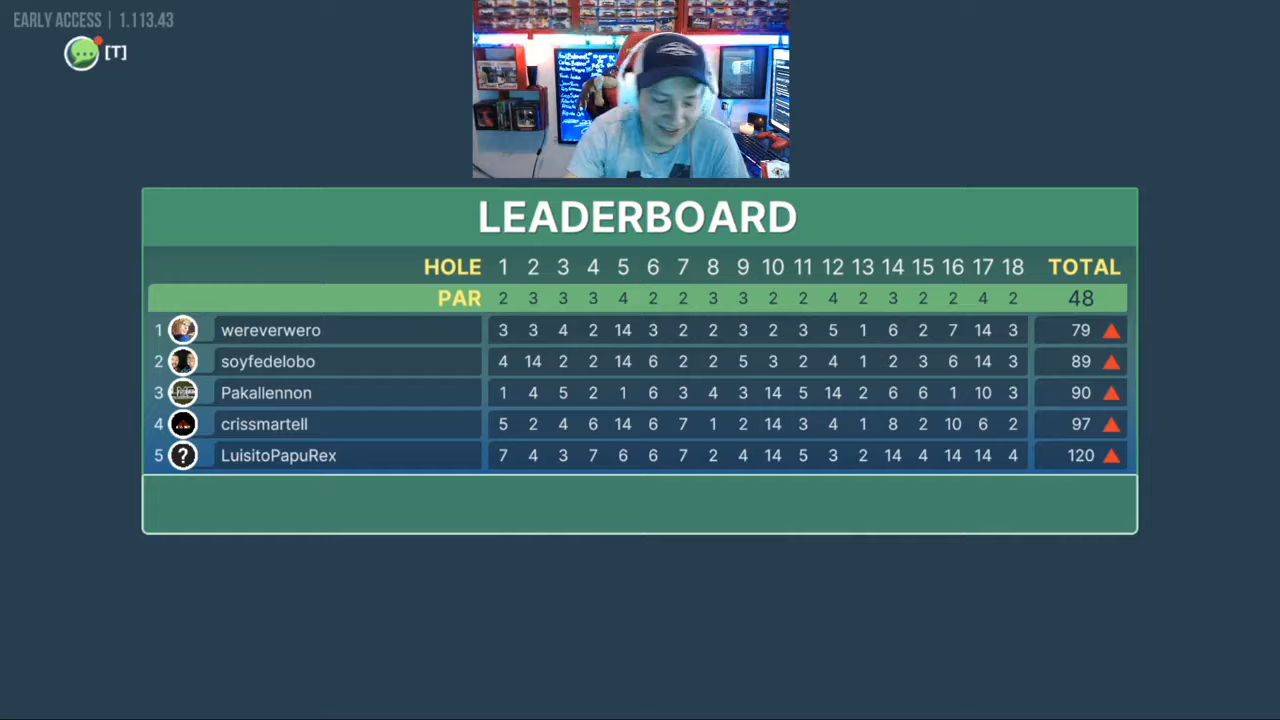 EARLY ACCESS | 1.113.43
[T]
LEADERBOARD
HOLE 1 2 3 4 5 6 7 8 9 10 11 12 13 14 15 16 17 18 TOTAL
PAR 2 3 3 3 4 2 2 3 3 2 2 4 2 3 2 2 4 2 48
1 wereverwero 3 3 4 2 14 3 2 2 3 2 3 5 1 6 2 7 14 3 79
2 soyfedelobo 4 14 2 2 14 6 2 2 5 3 2 4 1 2 3 6 14 3 89
3 Pakallennon 1 4 5 2 1 6 3 4 3 14 5 14 2 6 6 1 10 3 90
4 crissmartell 5 2 4 6 14 6 7 1 2 14 3 4 1 8 2 10 6 2 97
5 ? LuisitoPapuRex 7 4 3 7 6 6 7 2 4 14 5 3 2 14 4 14 14 4 120